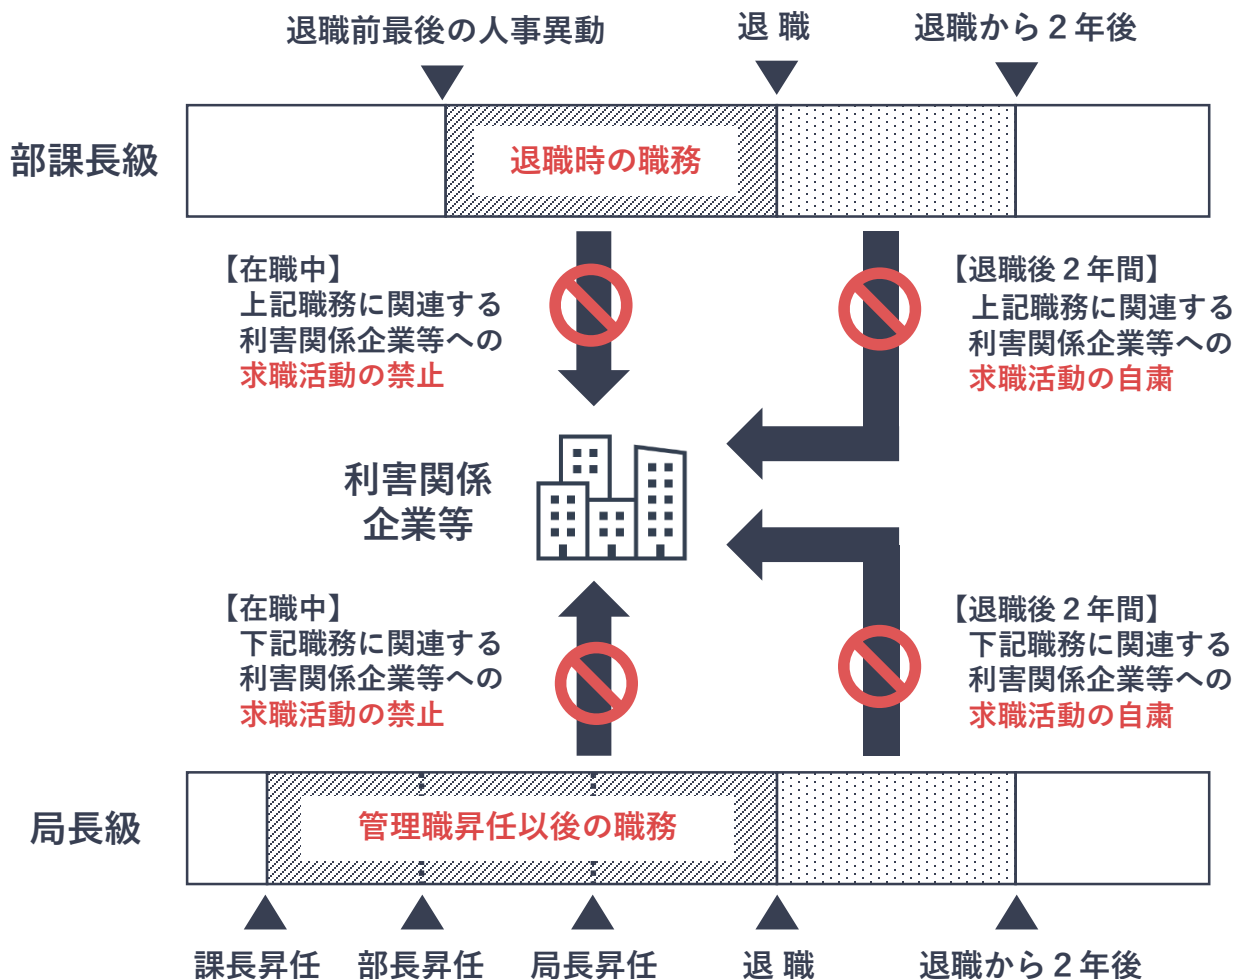 退職前最後の人事異動
退 職
退職から２年後
部課長級
退職時の職務
【在職中】
上記職務に関連する
利害関係企業等への
求職活動の禁止
【退職後２年間】
上記職務に関連する
利害関係企業等への
求職活動の自粛
利害関係
企業等
【在職中】
下記職務に関連する
利害関係企業等への
求職活動の禁止
【退職後２年間】
下記職務に関連する
利害関係企業等への
求職活動の自粛
局長級
管理職昇任以後の職務
課長昇任
部長昇任
局長昇任
退 職
退職から２年後